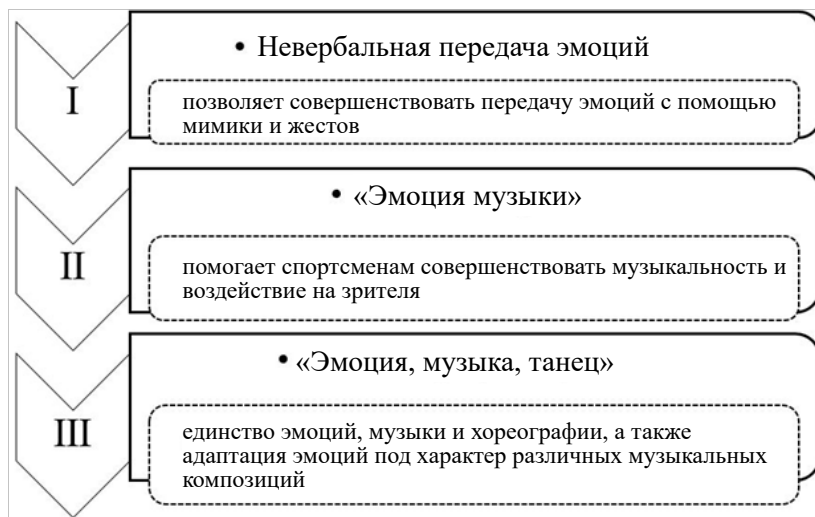 • Невербальная передача эмоций
I
позволяет совершенствовать передачу эмоций с помощью
мимики и жестов
• «Эмоция музыки»
II
помогает спортсменам совершенствовать музыкальность и
воздействие на зрителя
• «Эмоция, музыка, танец»
III
единство эмоций, музыки и хореографии, а также
адаптация эмоций под характер различных музыкальных
композиций